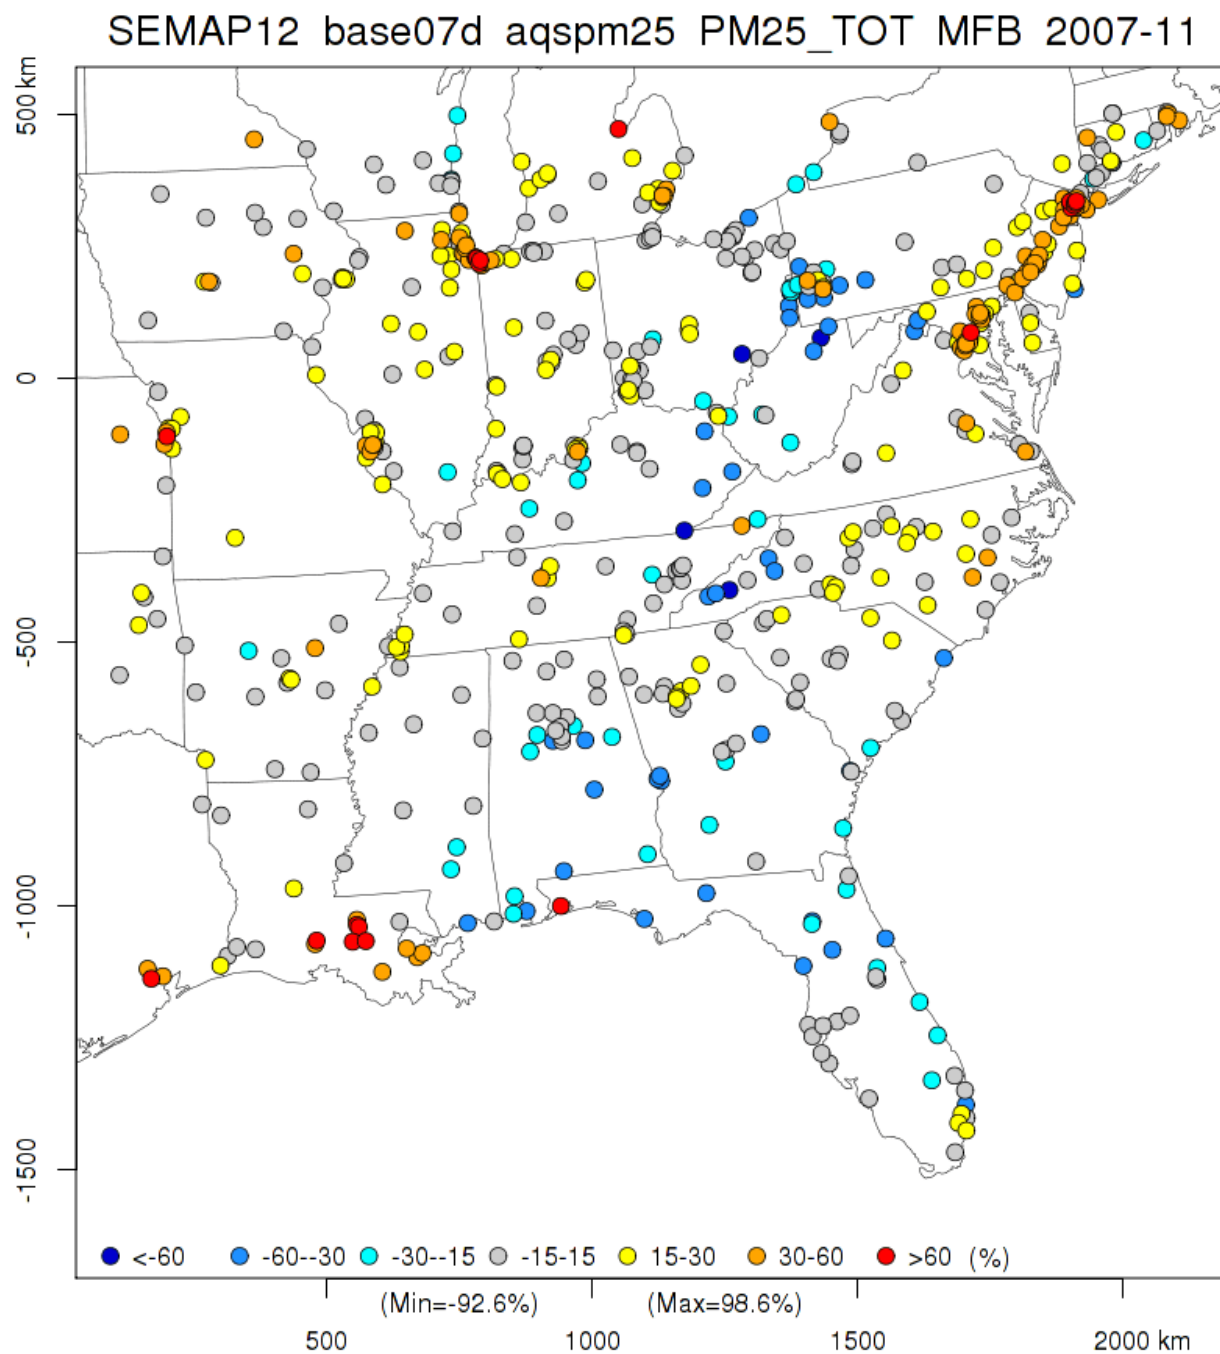 SEMAP12 base07d aqspm25 PM25_TOT MFB 2007-11
500 km
0
-500
-1000
-1500
<-60 -60--30 -30--15 -15-15 15-30 30-60 >60 (%)
(Min=-92.6%) (Max=98.6%)
500 1000 1500 2000 km